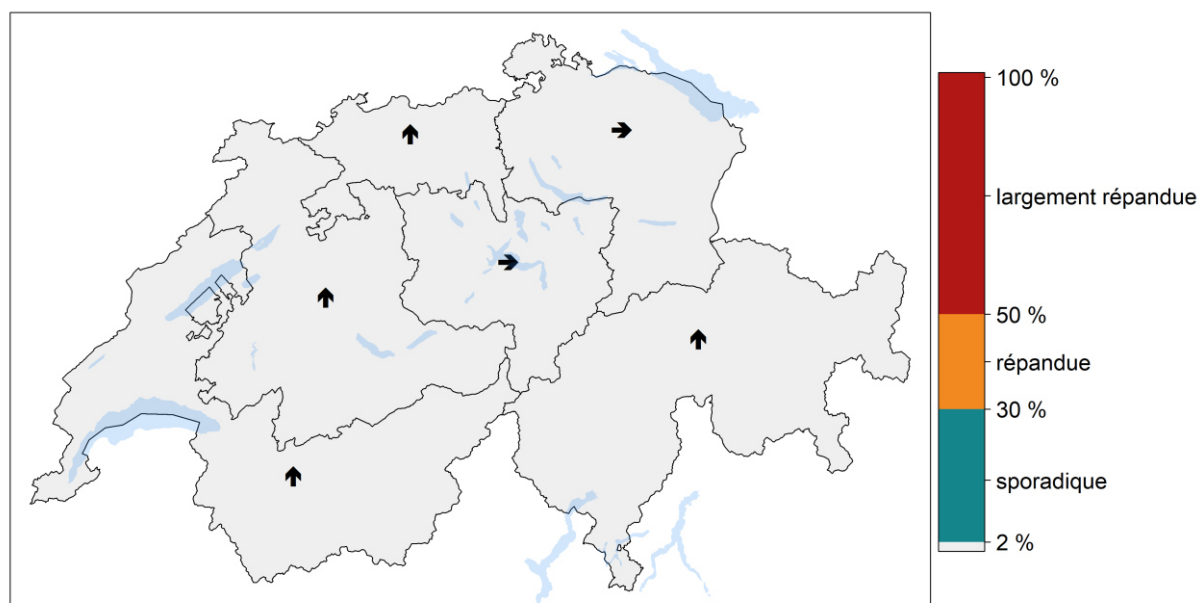 100 %
largement répandue
50 %
répandue
30 %
sporadique
2 %